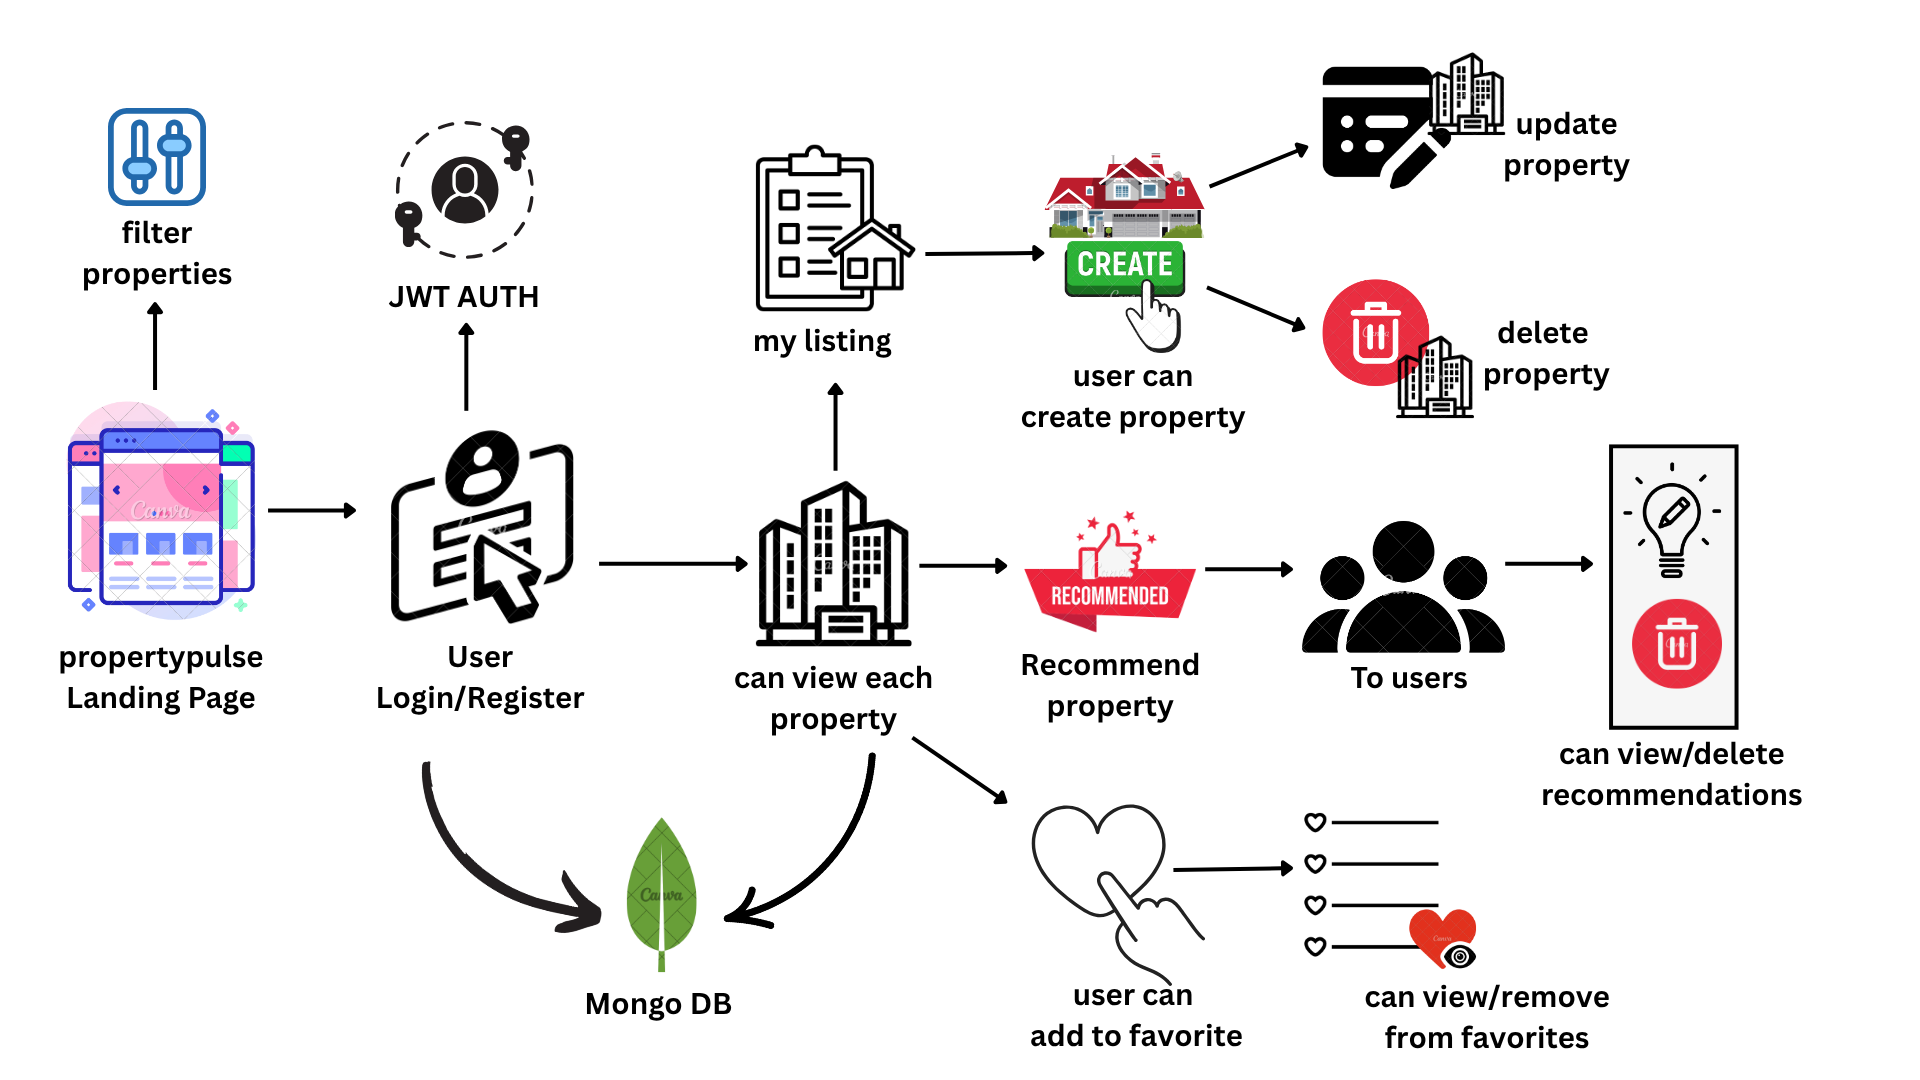 filter
properties
JWT AUTH
my listing
CREATE
user can
create property
update
property
delete
property
Canva
propertypulse
Landing Page
User
Login/Register
can view each
property
RECOMMENDED
Recommend
property
To users
can view/delete
recommendations
Canva
Mongo DB
user can
add to favorite
can view/remove
from favorites